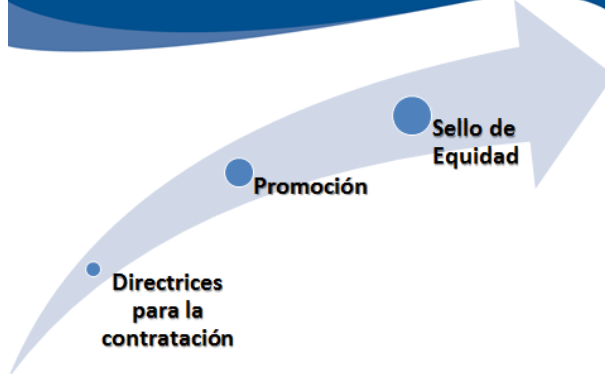 Sello de
Equidad
Promoción
Directrices
para la
contratación